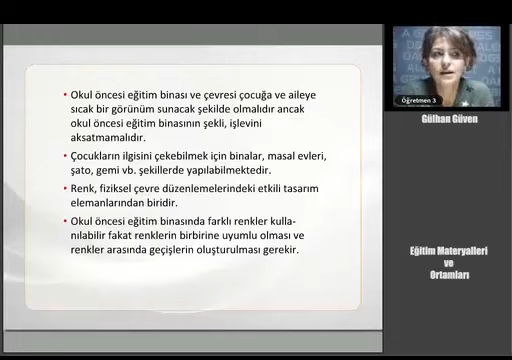 • Okul öncesi eğitim binası ve çevresi çocuğa ve aileye
sıcak bir görünüm sunacak şekilde olmalıdır ancak
okul öncesi eğitim binasının şekli, işlevini
aksatmamalıdır.
• Çocukların ilgisini çekebilmek için binalar, masal evleri,
şato, gemi vb. şekillerde yapılabilmektedir.
• Renk, fiziksel çevre düzenlemelerindeki etkili tasarım
elemanlarından biridir.
• Okul öncesi eğitim binasında farklı renkler kulla-
nılabilir fakat renklerin birbirine uyumlu olması ve
renkler arasında geçişlerin oluşturulması gerekir.
Öğretmen 3
Gülhan Güven
Eğitim Materyalleri
ve
Ortamları